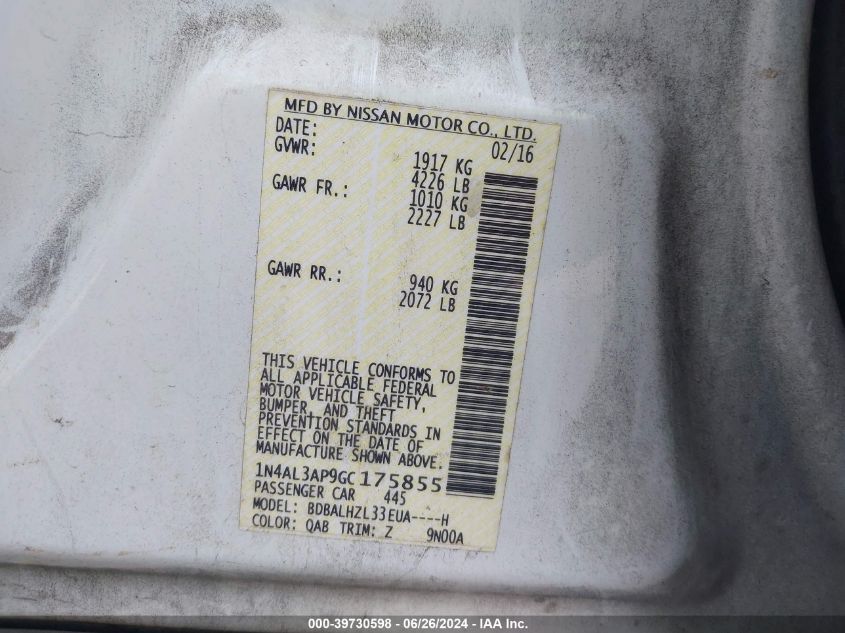 MFD BY NISSAN MOTOR CO., LTD.
DATE: 02/16
GVWR: 1917 KG
4226 LB
GAWR FR.: 1010 KG
2227 LB
GAWR RR.: 940 KG
2072 LB
THIS VEHICLE CONFORMS TO
ALL APPLICABLE FEDERAL
MOTOR VEHICLE SAFETY,
BUMPER, AND THEFT
PREVENTION STANDARDS IN
EFFECT ON THE DATE OF
MANUFACTURE SHOWN ABOVE.
1N4AL3AP9GC175855
PASSENGER CAR 445
MODEL: BDBALHZL33EUA----H
COLOR: QAB TRIM: Z 9N00A
000-39730598 - 06/26/2024 - IAA Inc.